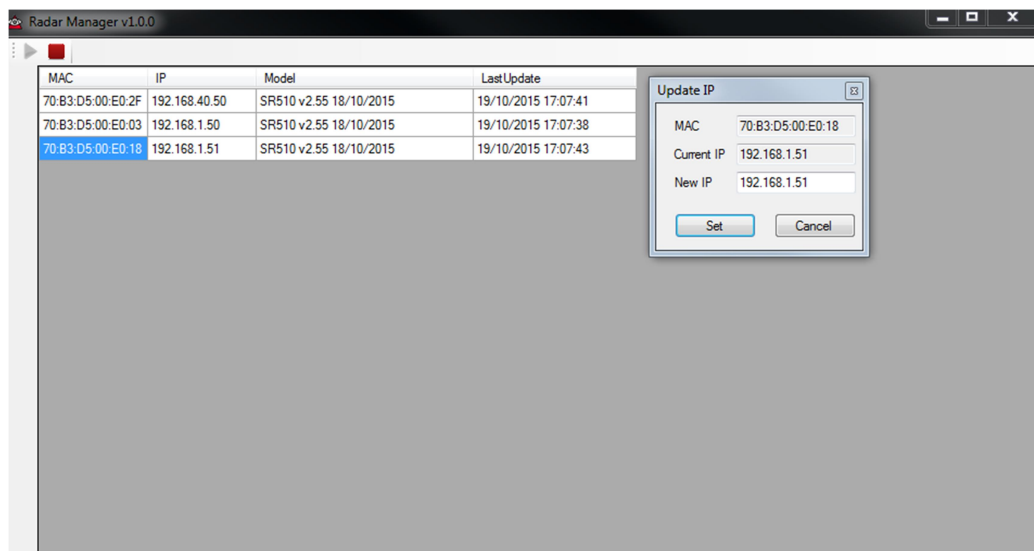 Radar Manager v1.0.0
MAC IP Model LastUpdate
70:B3:D5:00:E0:2F 192.168.40.50 SR510 v2.55 18/10/2015 19/10/2015 17:07:41
70:B3:D5:00:E0:03 192.168.1.50 SR510 v2.55 18/10/2015 19/10/2015 17:07:38
70:B3:D5:00:E0:18 192.168.1.51 SR510 v2.55 18/10/2015 19/10/2015 17:07:43
Update IP
MAC 70:B3:D5:00:E0:18
Current IP 192.168.1.51
New IP 192.168.1.51
Set Cancel